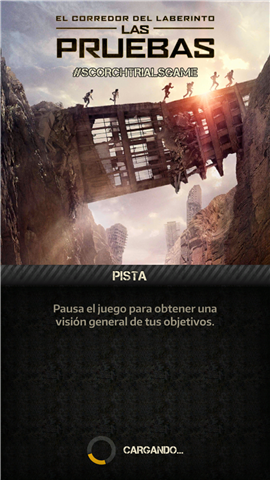 EL CORREDOR DEL LABERINTO
LAS
PRUEBAS
//SCORCHTRIALSGAME
PISTA
Pausa el juego para obtener una
visión general de tus objetivos.
CARGANDO...